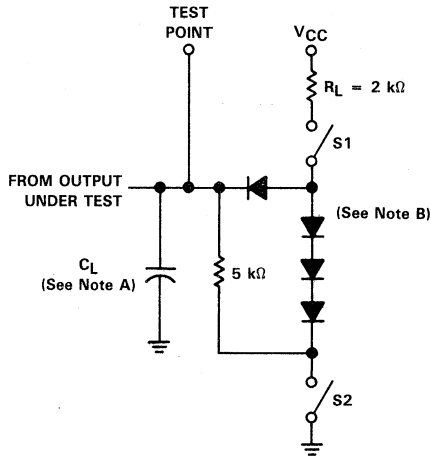 TEST
POINT
VCC
RL = 2 kΩ
S1
FROM OUTPUT
UNDER TEST
(See Note B)
CL
(See Note A)
5 kΩ
S2